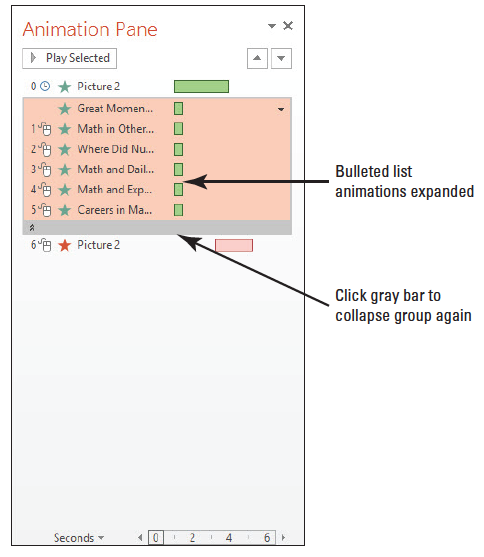 Animation Pane
Play Selected
0 Picture 2
Great Momen...
1 Math in Other...
2 Where Did Nu...
3 Math and Dail...
4 Math and Exp...
5 Careers in Ma...
6 Picture 2
Bulleted list
animations expanded
Click gray bar to
collapse group again
Seconds 0 2 4 6